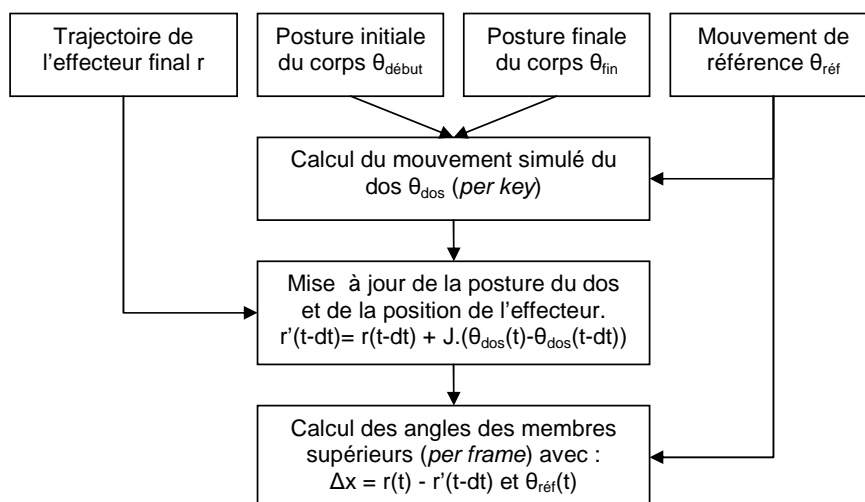 Trajectoire de
l'effecteur final r
Posture initiale
du corps θdébut
Posture finale
du corps θfin
Mouvement de
référence θréf
Calcul du mouvement simulé du
dos θdos (per key)
Mise à jour de la posture du dos
et de la position de l'effecteur.
r'(t-dt)= r(t-dt) + J.(θdos(t)-θdos(t-dt))
Calcul des angles des membres
supérieurs (per frame) avec :
Δx = r(t) - r'(t-dt) et θréf(t)